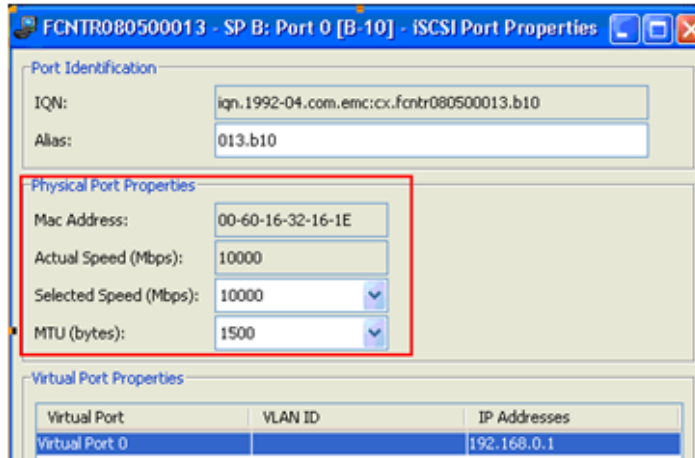 FCNTR080500013 - SP B: Port 0 [B-10] - iSCSI Port Properties
Port Identification
IQN: iqn.1992-04.com.emc:cx.fcntr080500013.b10
Alias: 013.b10
Physical Port Properties
Mac Address: 00-60-16-32-16-1E
Actual Speed (Mbps): 10000
Selected Speed (Mbps): 10000
MTU (bytes): 1500
Virtual Port Properties
Virtual Port VLAN ID IP Addresses
Virtual Port 0 192.168.0.1